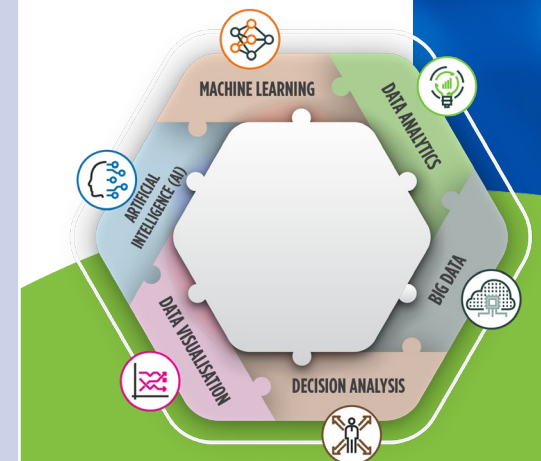 MACHINE LEARNING
DATA ANALYTICS
BIG DATA
DECISION ANALYSIS
DATA VISUALISATION
ARTIFICIAL
INTELLIGENCE (AI)